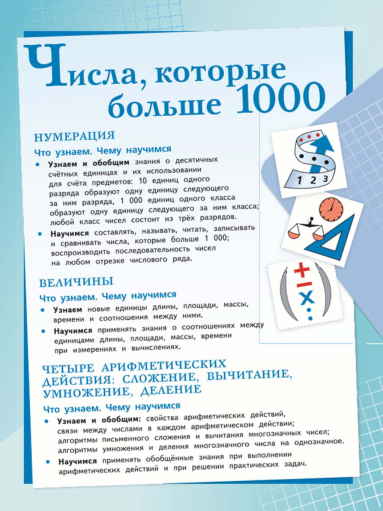 Числа, которые
больше 1000
НУМЕРАЦИЯ
Что узнаем. Чему научимся
• Узнаем и обобщим знания о десятичных
счётных единицах и их использовании
для счёта предметов: 10 единиц одного
разряда образуют одну единицу следующего
за ним разряда, 1 000 единиц одного класса
образуют одну единицу следующего за ним класса;
любой класс чисел состоит из трёх разрядов.
• Научимся составлять, называть, читать, записывать
и сравнивать числа, которые больше 1 000;
воспроизводить последовательность чисел
на любом отрезке числового ряда.
1 2 3
ВЕЛИЧИНЫ
Что узнаем. Чему научимся
• Узнаем новые единицы длины, площади, массы,
времени и соотношения между ними.
• Научимся применять знания о соотношениях между
единицами длины, площади, массы, времени
при измерениях и вычислениях.
( + − × : )
ЧЕТЫРЕ АРИФМЕТИЧЕСКИХ
ДЕЙСТВИЯ: СЛОЖЕНИЕ, ВЫЧИТАНИЕ,
УМНОЖЕНИЕ, ДЕЛЕНИЕ
Что узнаем. Чему научимся
• Узнаем и обобщим: свойства арифметических действий,
связи между числами в каждом арифметическом действии;
алгоритмы письменного сложения и вычитания многозначных чисел;
алгоритмы умножения и деления многозначного числа на однозначное.
• Научимся применять обобщённые знания при выполнении
арифметических действий и при решении практических задач.